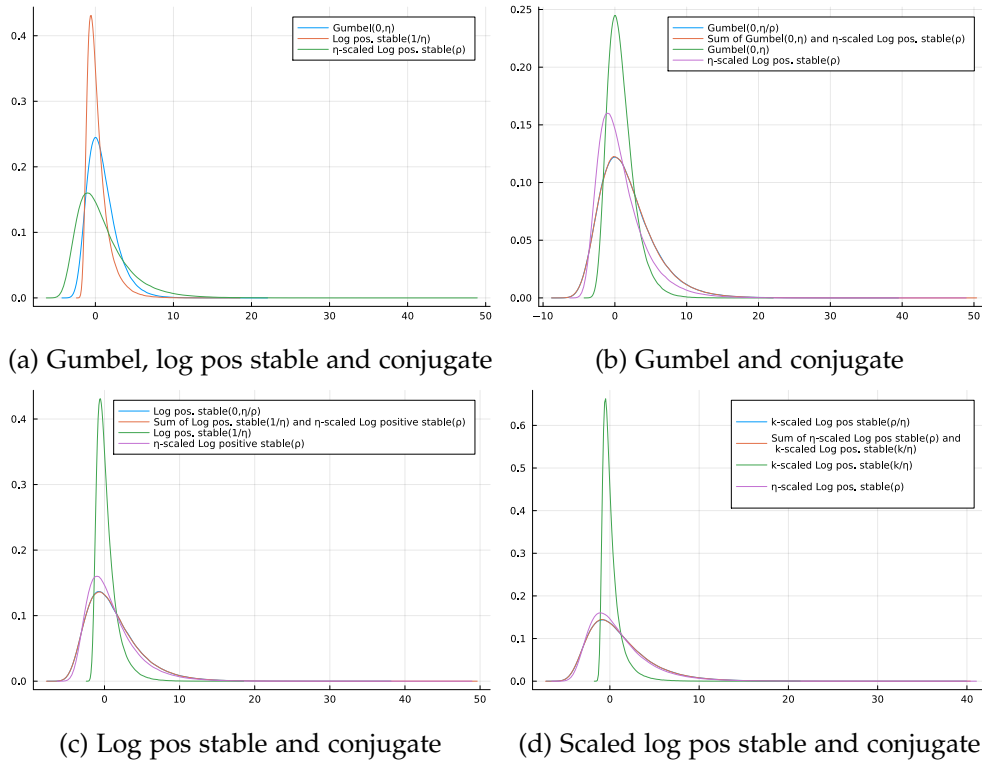 Gumbel(0,η)
Log pos. stable(1/η)
η-scaled Log pos. stable(ρ)
0.4
0.3
0.2
0.1
0.0
0
10
20
30
40
50
(a) Gumbel, log pos stable and conjugate
Gumbel(0,η/ρ)
Sum of Gumbel(0,η) and η-scaled Log pos. stable(ρ)
Gumbel(0,η)
η-scaled Log pos. stable(ρ)
0.25
0.20
0.15
0.10
0.05
0.00
−10
0
10
20
30
40
50
(b) Gumbel and conjugate
Log pos. stable(0,η/ρ)
Sum of Log pos. stable(1/η) and η-scaled Log positive stable(ρ)
Log pos. stable(1/η)
η-scaled Log positive stable(ρ)
0.4
0.3
0.2
0.1
0.0
0
10
20
30
40
50
(c) Log pos stable and conjugate
k-scaled Log pos. stable(ρ/η)
Sum of η-scaled Log pos stable(ρ) and
k-scaled Log pos. stable(k/η)
k-scaled Log pos. stable(k/η)
η-scaled Log pos. stable(ρ)
0.6
0.5
0.4
0.3
0.2
0.1
0.0
0
10
20
30
40
(d) Scaled log pos stable and conjugate